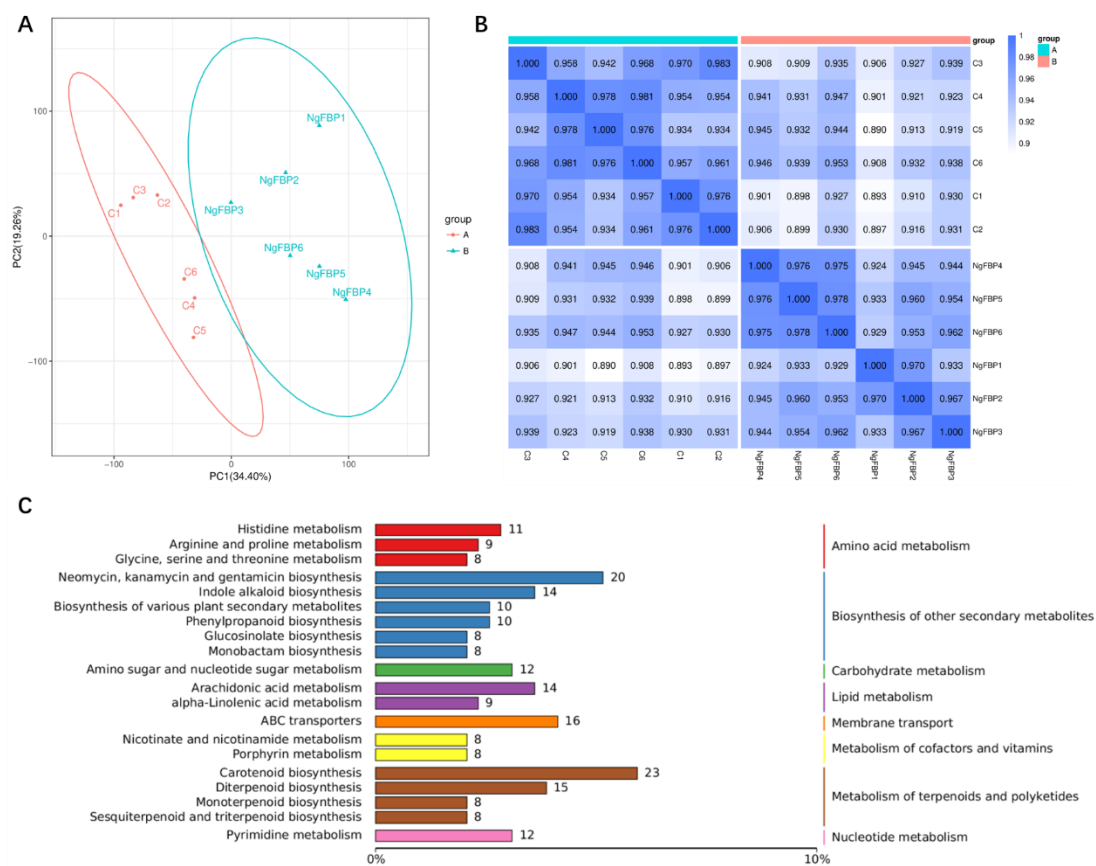 A
PC2(19.26%)
100
0
-100
-100
0
100
PC1(34.40%)
NgFBP1
NgFBP2
NgFBP3
NgFBP6
NgFBP5
NgFBP4
C3
C1
C2
C6
C4
C5
group
A
B
B
group
1.000 0.958 0.942 0.968 0.970 0.983 0.908 0.909 0.935 0.906 0.927 0.939 C3
0.958 1.000 0.978 0.981 0.954 0.954 0.941 0.931 0.947 0.901 0.921 0.923 C4
0.942 0.978 1.000 0.976 0.934 0.934 0.945 0.932 0.944 0.890 0.913 0.919 C5
0.968 0.981 0.976 1.000 0.957 0.961 0.946 0.939 0.953 0.908 0.932 0.938 C6
0.970 0.954 0.934 0.957 1.000 0.976 0.901 0.898 0.927 0.893 0.910 0.930 C1
0.983 0.954 0.934 0.961 0.976 1.000 0.906 0.899 0.930 0.897 0.916 0.931 C2
0.908 0.941 0.945 0.946 0.901 0.906 1.000 0.976 0.975 0.924 0.945 0.944 NgFBP4
0.909 0.931 0.932 0.939 0.898 0.899 0.976 1.000 0.978 0.933 0.960 0.954 NgFBP5
0.935 0.947 0.944 0.953 0.927 0.930 0.975 0.978 1.000 0.929 0.953 0.962 NgFBP6
0.906 0.901 0.890 0.908 0.893 0.897 0.924 0.933 0.929 1.000 0.970 0.933 NgFBP1
0.927 0.921 0.913 0.932 0.910 0.916 0.945 0.960 0.953 0.970 1.000 0.967 NgFBP2
0.939 0.923 0.919 0.938 0.930 0.931 0.944 0.954 0.962 0.933 0.967 1.000 NgFBP3
C3 C4 C5 C6 C1 C2 NgFBP4 NgFBP5 NgFBP6 NgFBP1 NgFBP2 NgFBP3
1
0.98
0.96
0.94
0.92
0.9
group
A
B
C
Histidine metabolism 11
Arginine and proline metabolism 9
Glycine, serine and threonine metabolism 8
Amino acid metabolism
Neomycin, kanamycin and gentamicin biosynthesis 20
Indole alkaloid biosynthesis 14
Biosynthesis of various plant secondary metabolites 10
Phenylpropanoid biosynthesis 10
Glucosinolate biosynthesis 8
Monobactam biosynthesis 8
Biosynthesis of other secondary metabolites
Amino sugar and nucleotide sugar metabolism 12
Carbohydrate metabolism
Arachidonic acid metabolism 14
alpha-Linolenic acid metabolism 9
Lipid metabolism
ABC transporters 16
Membrane transport
Nicotinate and nicotinamide metabolism 8
Porphyrin metabolism 8
Metabolism of cofactors and vitamins
Carotenoid biosynthesis 23
Diterpenoid biosynthesis 15
Monoterpenoid biosynthesis 8
Sesquiterpenoid and triterpenoid biosynthesis 8
Metabolism of terpenoids and polyketides
Pyrimidine metabolism 12
Nucleotide metabolism
0% 10%